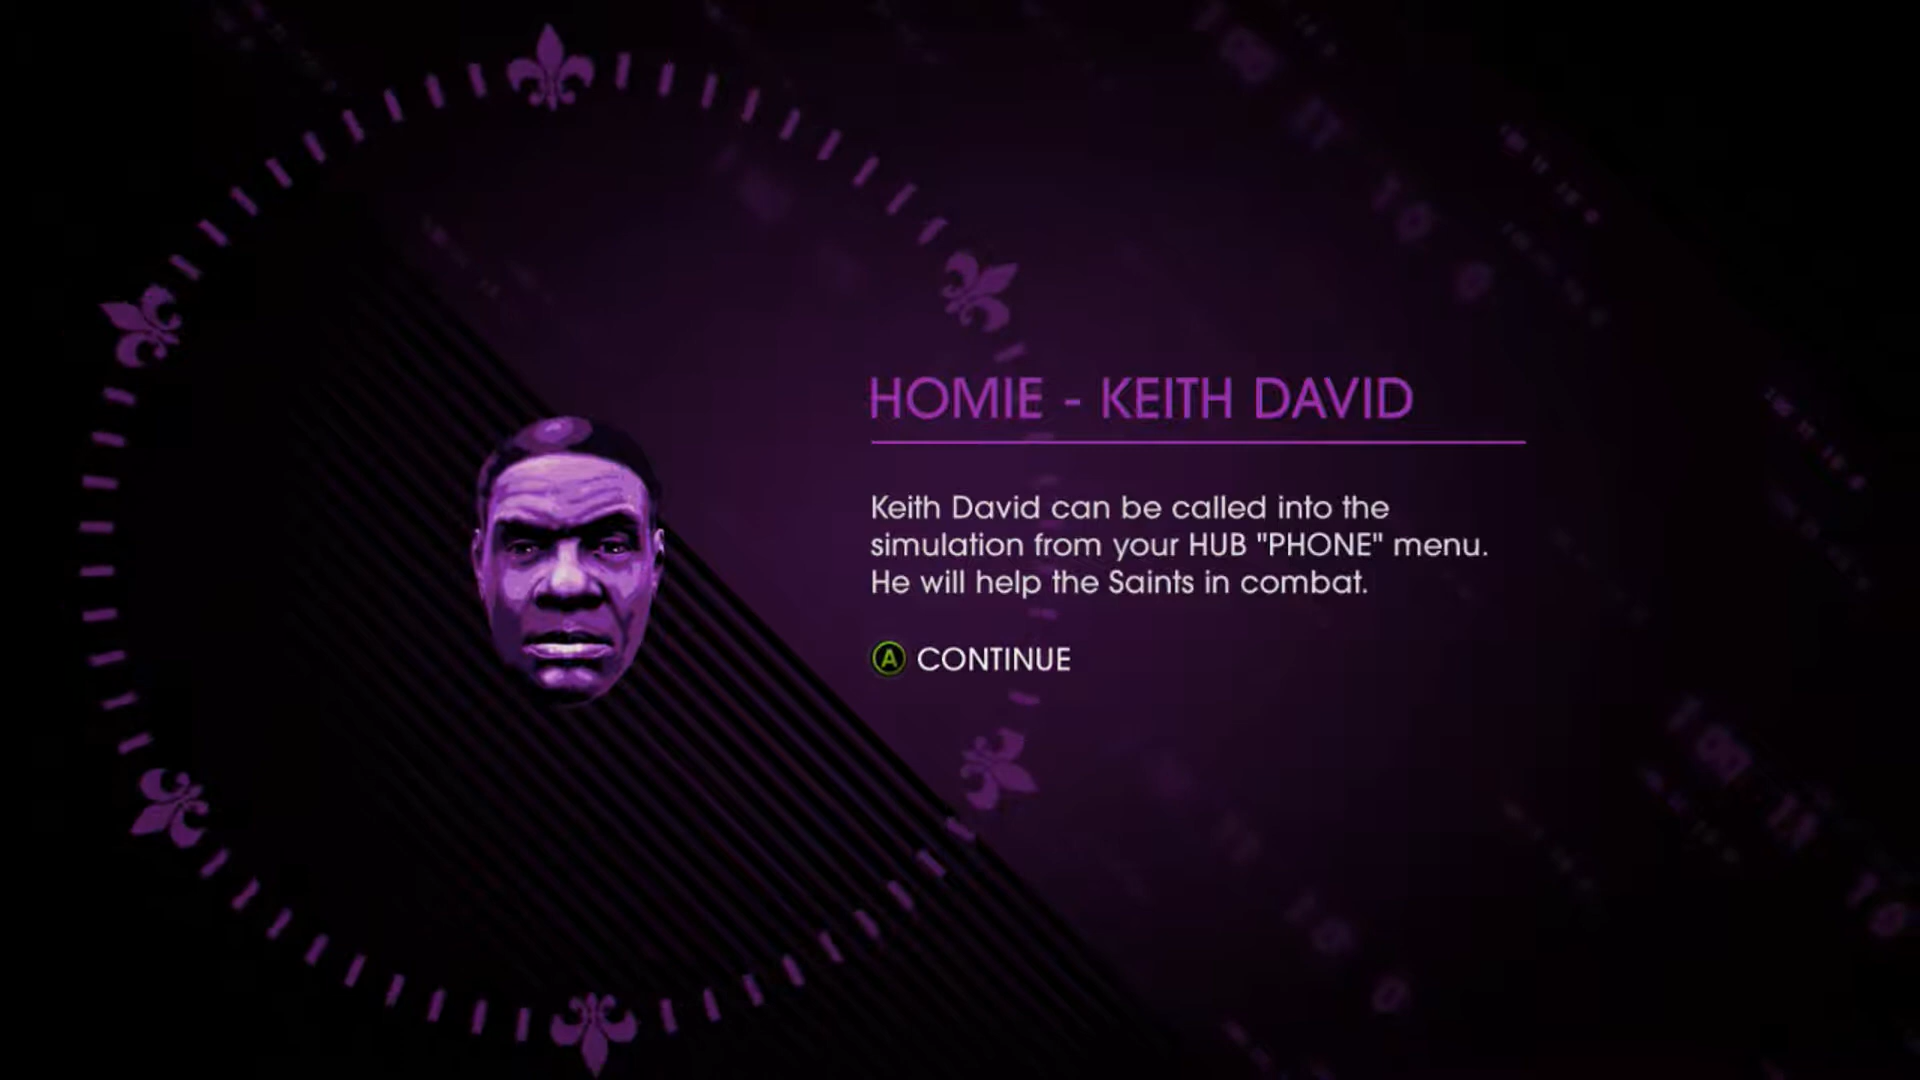 HOMIE - KEITH DAVID
Keith David can be called into the
simulation from your HUB "PHONE" menu.
He will help the Saints in combat.
A CONTINUE